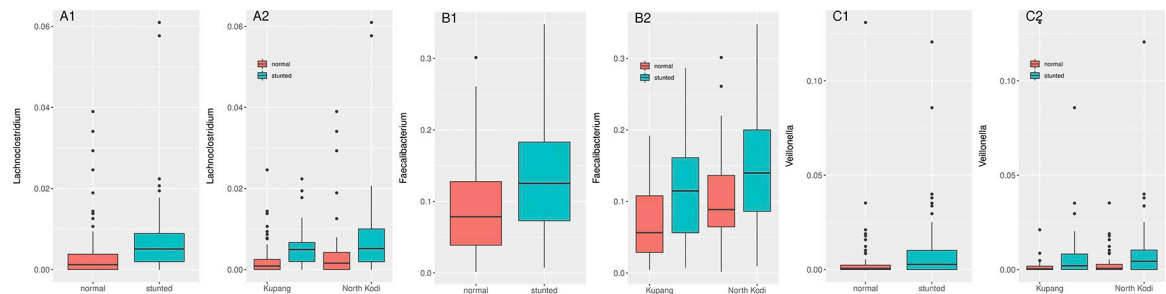 A1
Lachnoclostridium
0.06
0.04
0.02
0.00
normal
stunted
A2
Lachnoclostridium
0.06
0.04
0.02
0.00
normal
stunted
Kupang
North Kodi
B1
Faecalibacterium
0.3
0.2
0.1
0.0
normal
stunted
B2
Faecalibacterium
0.3
0.2
0.1
0.0
normal
stunted
Kupang
North Kodi
C1
Veillonella
0.10
0.05
0.00
normal
stunted
C2
Veillonella
0.10
0.05
0.00
normal
stunted
Kupang
North Kodi